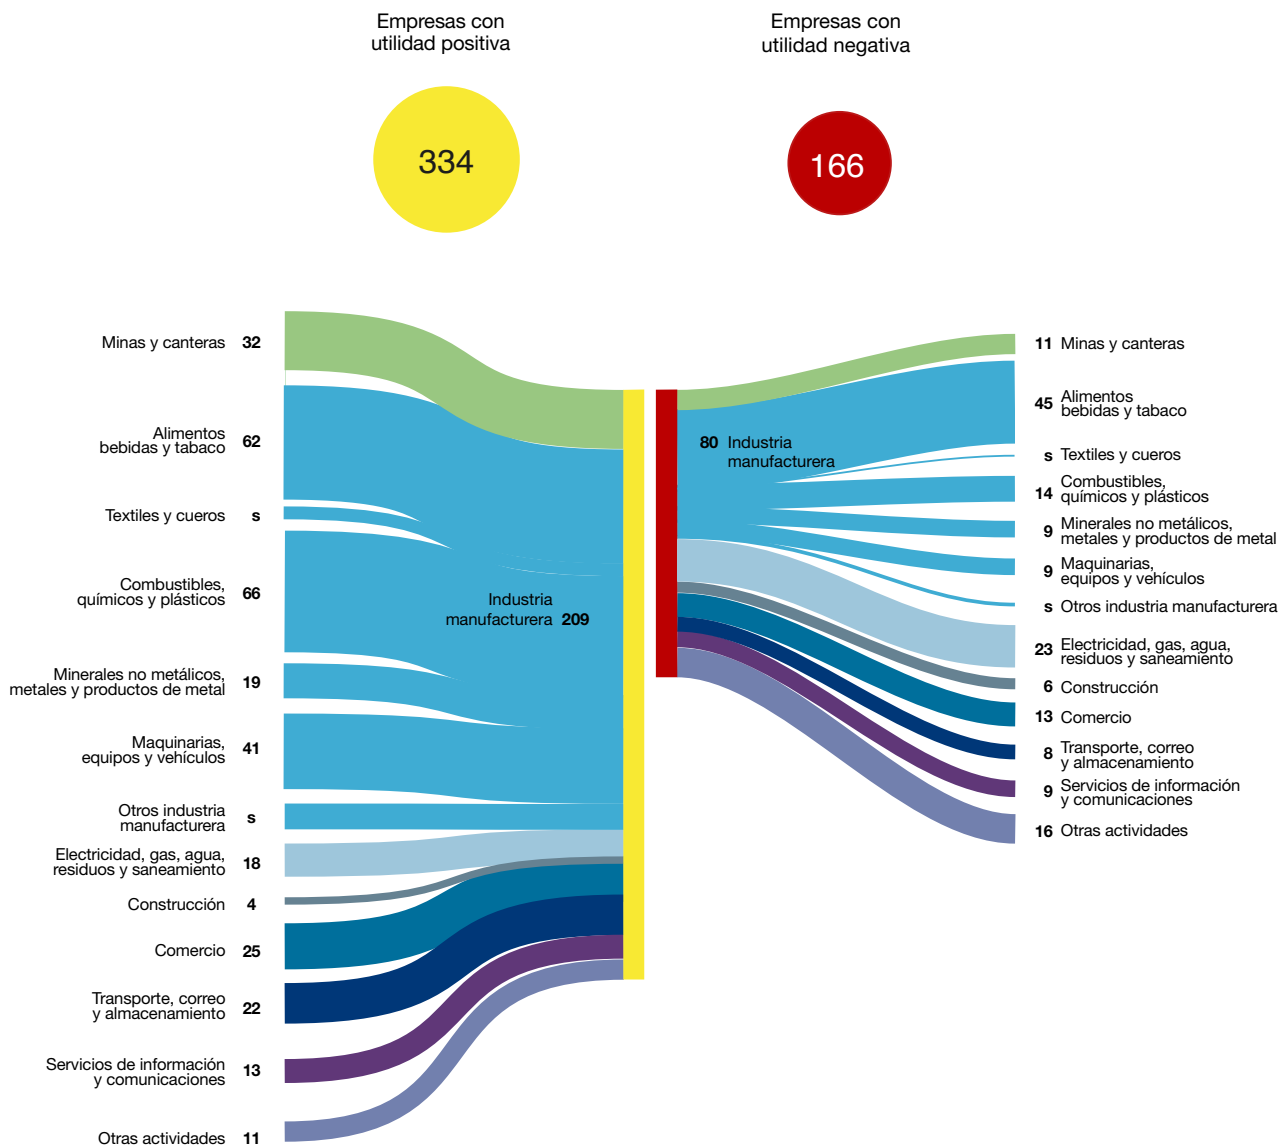 Empresas con
utilidad positiva
334
Empresas con
utilidad negativa
166
Minas y canteras 32
Alimentos
bebidas y tabaco 62
Textiles y cueros s
Combustibles,
químicos y plásticos 66
Minerales no metálicos,
metales y productos de metal 19
Maquinarias,
equipos y vehículos 41
Otros industria
manufacturera s
Electricidad, gas, agua,
residuos y saneamiento 18
Construcción 4
Comercio 25
Transporte, correo
y almacenamiento 22
Servicios de información
y comunicaciones 13
Otras actividades 11
Industria
manufacturera 209
80 Industria
manufacturera
11 Minas y canteras
45 Alimentos
bebidas y tabaco
s Textiles y cueros
14 Combustibles,
químicos y plásticos
9 Minerales no metálicos,
metales y productos de metal
9 Maquinarias,
equipos y vehículos
s Otros industria manufacturera
23 Electricidad, gas, agua,
residuos y saneamiento
6 Construcción
13 Comercio
8 Transporte, correo
y almacenamiento
9 Servicios de información
y comunicaciones
16 Otras actividades